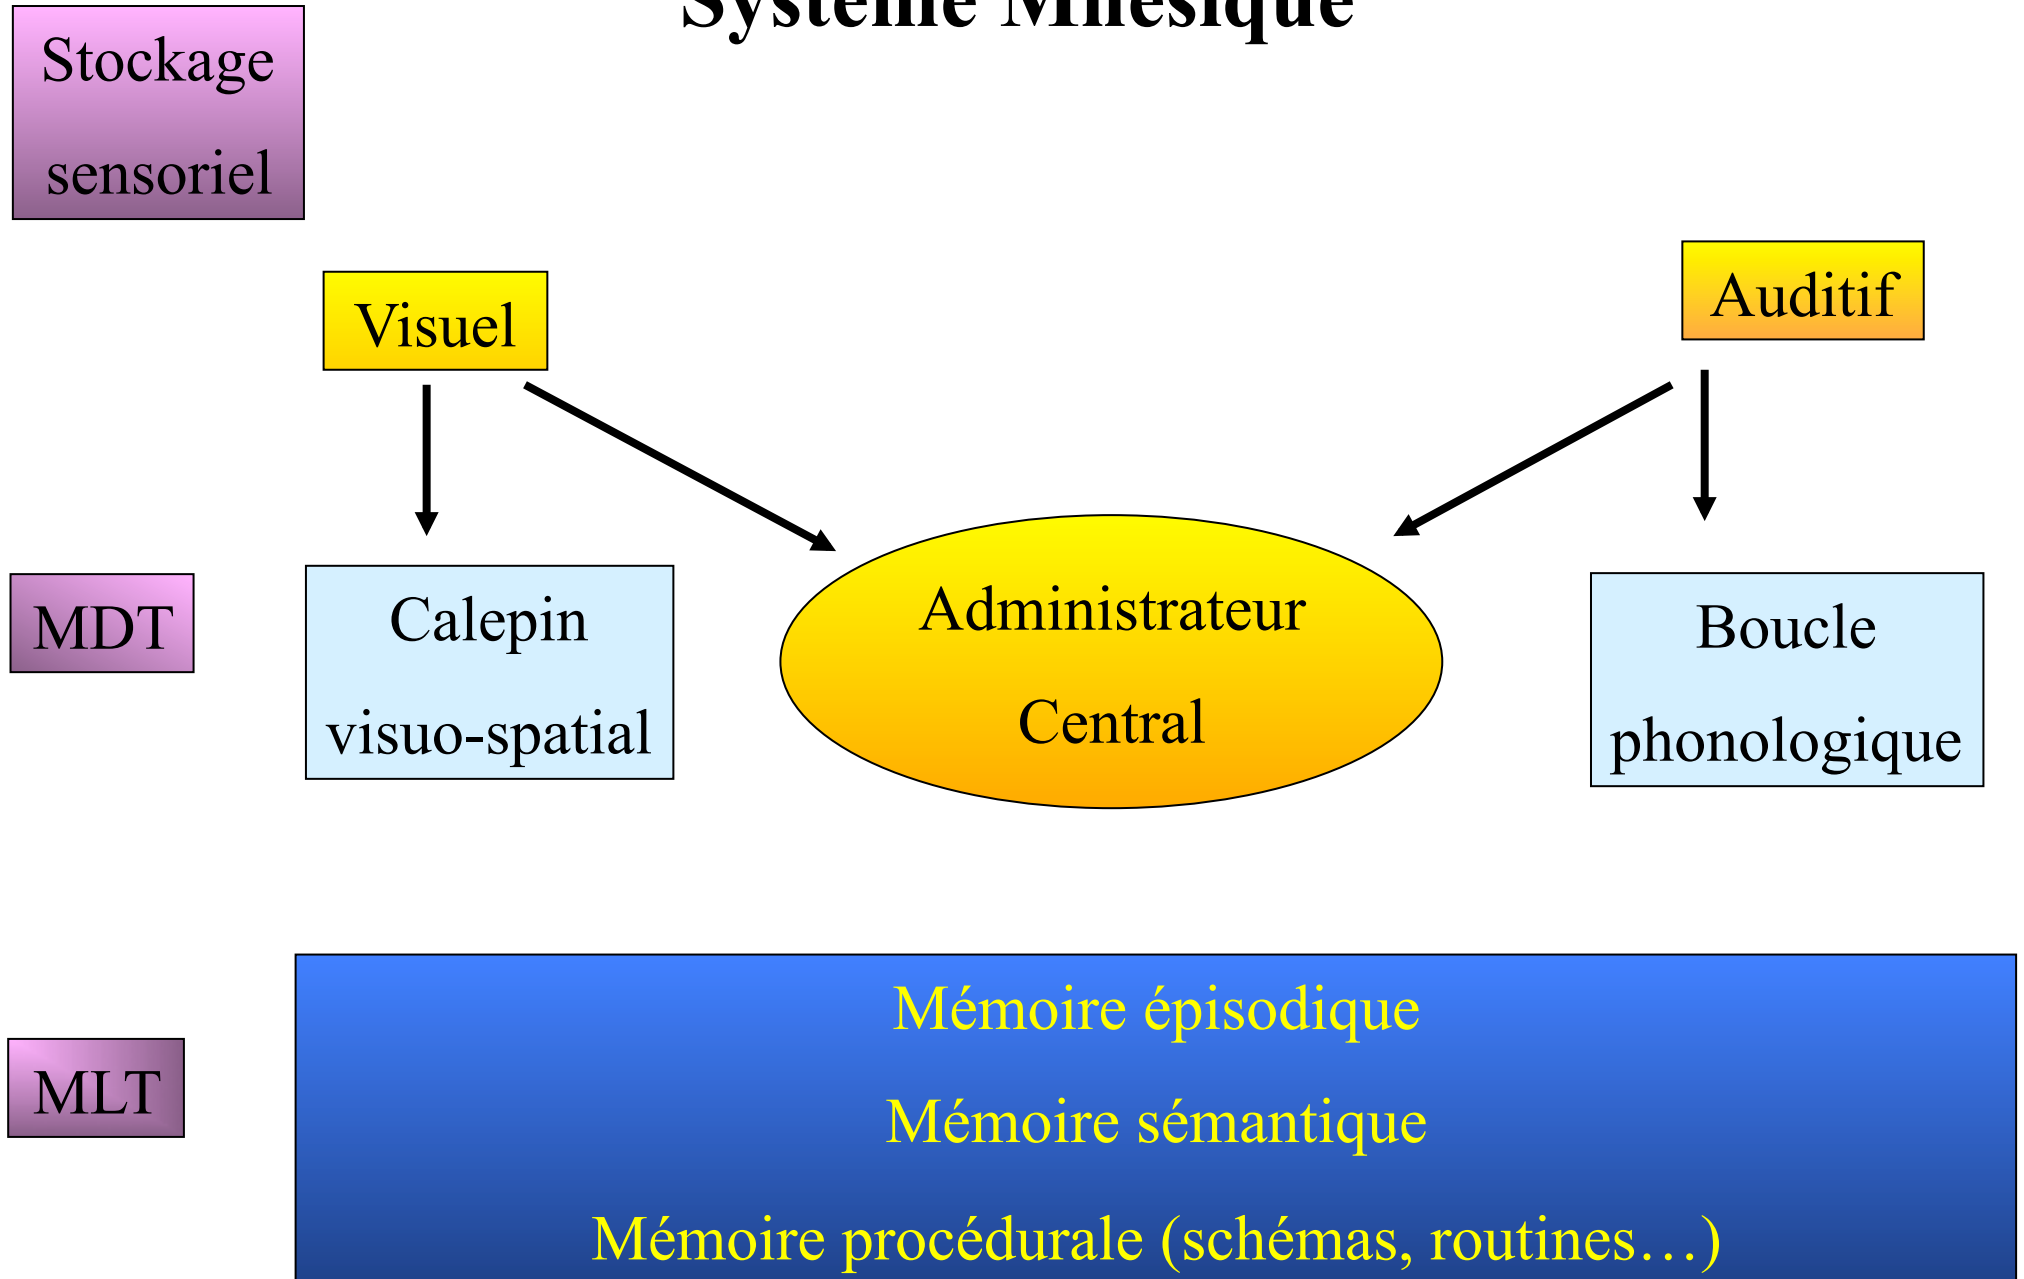 Système Mnésique
Stockage
sensoriel
Visuel
Auditif
MDT
Calepin
visuo-spatial
Administrateur
Central
Boucle
phonologique
MLT
Mémoire épisodique
Mémoire sémantique
Mémoire procédurale (schémas, routines…)